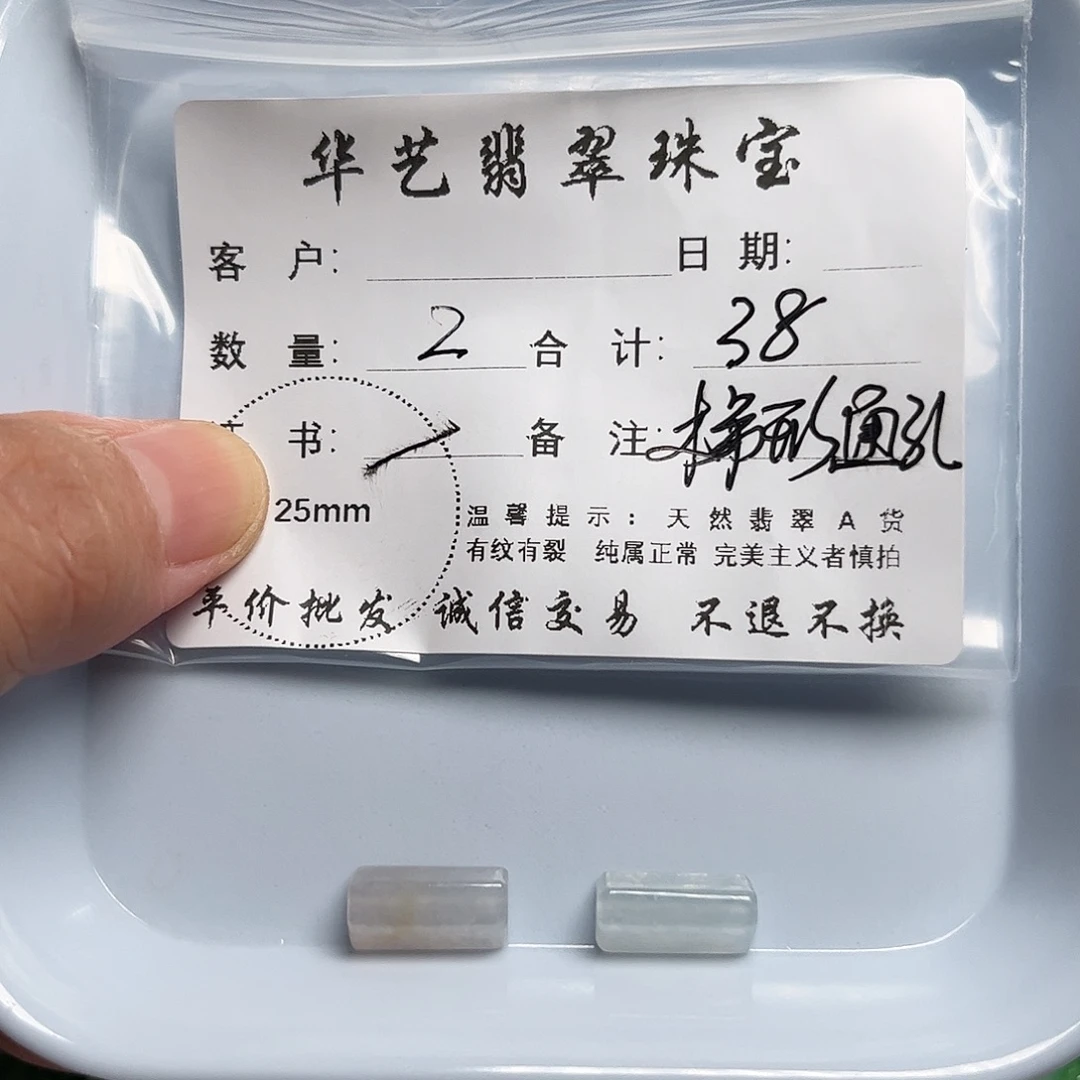 华艺翡翠珠宝
客户: 日期:
数量: 2 合计: 38
书: 备注: 梯形通孔
25mm
温馨提示: 天然翡翠A货
有纹有裂 纯属正常 完美主义者慎拍
单价批发 诚信交易 不退不换